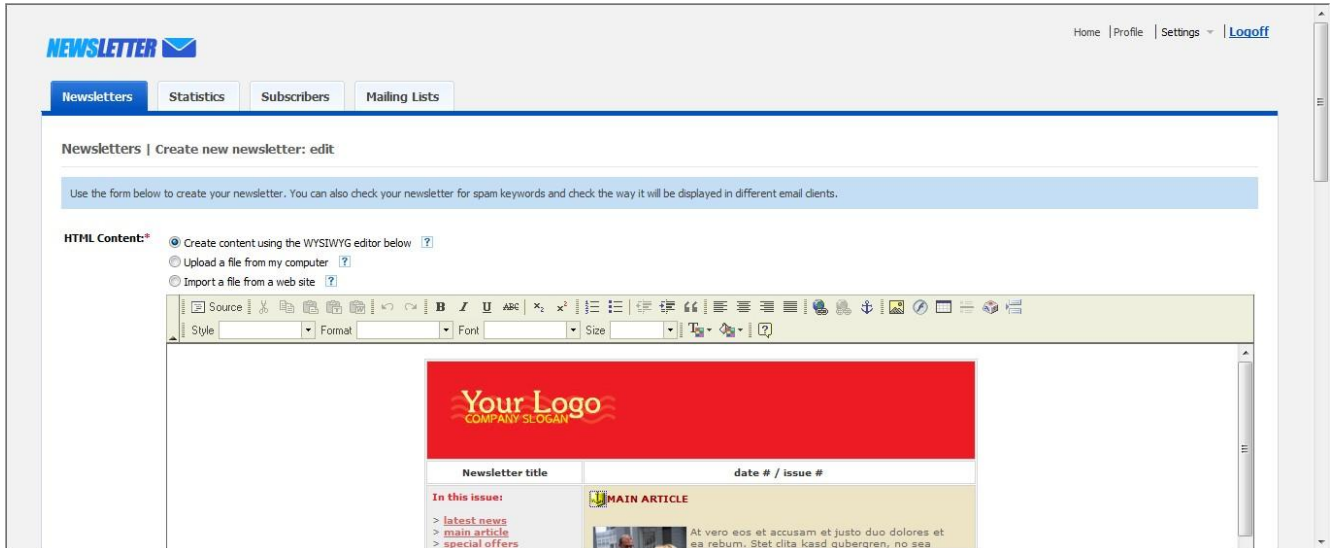 Home | Profile | Settings | Logoff
NEWSLETTER
Newsletters Statistics Subscribers Mailing Lists
Newsletters | Create new newsletter: edit
Use the form below to create your newsletter. You can also check your newsletter for spam keywords and check the way it will be displayed in different email clients.
HTML Content:* Create content using the WYSIWYG editor below ?
Upload a file from my computer ?
Import a file from a web site ?
Source B I U ABC x₂ x²
Style Format Font Size
Your Logo
COMPANY SLOGAN
Newsletter title date # / issue #
In this issue: MAIN ARTICLE
> latest news
> main article At vero eos et accusam et justo duo dolores et
> special offers ea rebum. Stet clita kasd gubergren, no sea